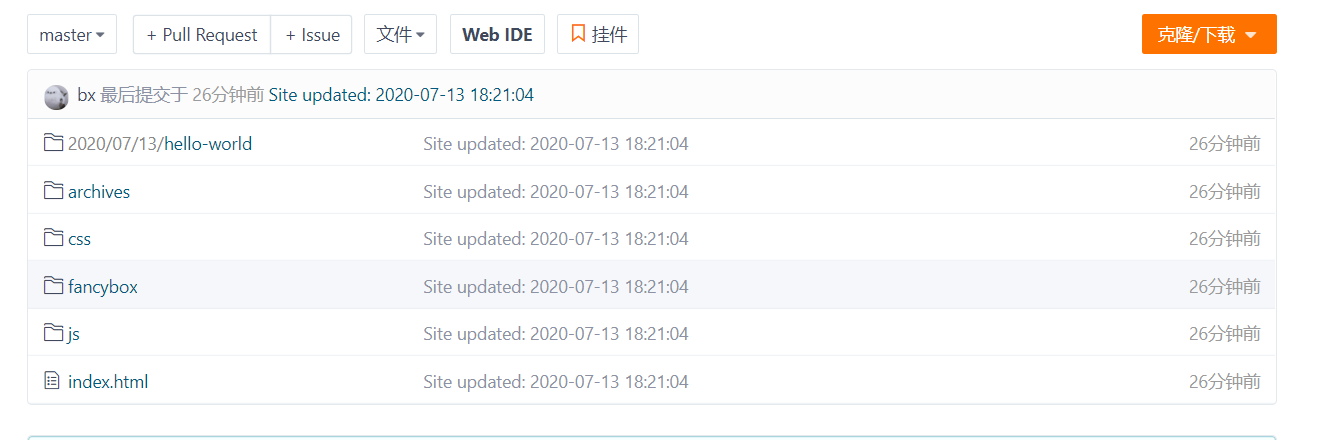 master + Pull Request + Issue 文件 Web IDE 挂件 克隆/下载
bx 最后提交于 26分钟前 Site updated: 2020-07-13 18:21:04
2020/07/13/hello-world Site updated: 2020-07-13 18:21:04 26分钟前
archives Site updated: 2020-07-13 18:21:04 26分钟前
css Site updated: 2020-07-13 18:21:04 26分钟前
fancybox Site updated: 2020-07-13 18:21:04 26分钟前
js Site updated: 2020-07-13 18:21:04 26分钟前
index.html Site updated: 2020-07-13 18:21:04 26分钟前